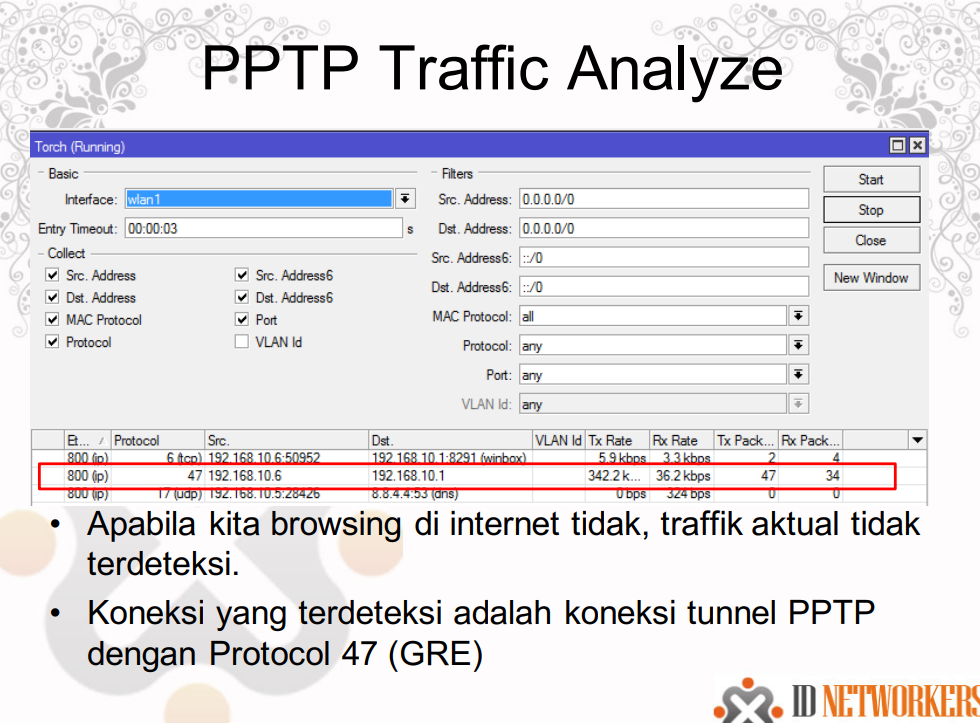 PPTP Traffic Analyze
Torch (Running)
Basic
Interface: wlan1
Entry Timeout: 00:00:03 s
Collect
Src. Address Src. Address6
Dst. Address Dst. Address6
MAC Protocol Port
Protocol VLAN Id
Filters
Src. Address: 0.0.0.0/0
Dst. Address: 0.0.0.0/0
Src. Address6: ::/0
Dst. Address6: ::/0
MAC Protocol: all
Protocol: any
Port: any
VLAN Id: any
Start
Stop
Close
New Window
Et... Protocol Src. Dst. VLAN Id Tx Rate Rx Rate Tx Pack... Rx Pack...
800 (ip) 6 (tcp) 192.168.10.6:50952 192.168.10.1:8291 (winbox) 5.9 kbps 3.3 kbps 2 4
800 (ip) 47 192.168.10.6 192.168.10.1 342.2 k... 36.2 kbps 47 34
800 (ip) 17 (udp) 192.168.10.5:28426 8.8.4.4:53 (dns) 0 bps 324 bps 0 0
• Apabila kita browsing di internet tidak, traffik aktual tidak
terdeteksi.
• Koneksi yang terdeteksi adalah koneksi tunnel PPTP
dengan Protocol 47 (GRE)
ID NETWORKERS